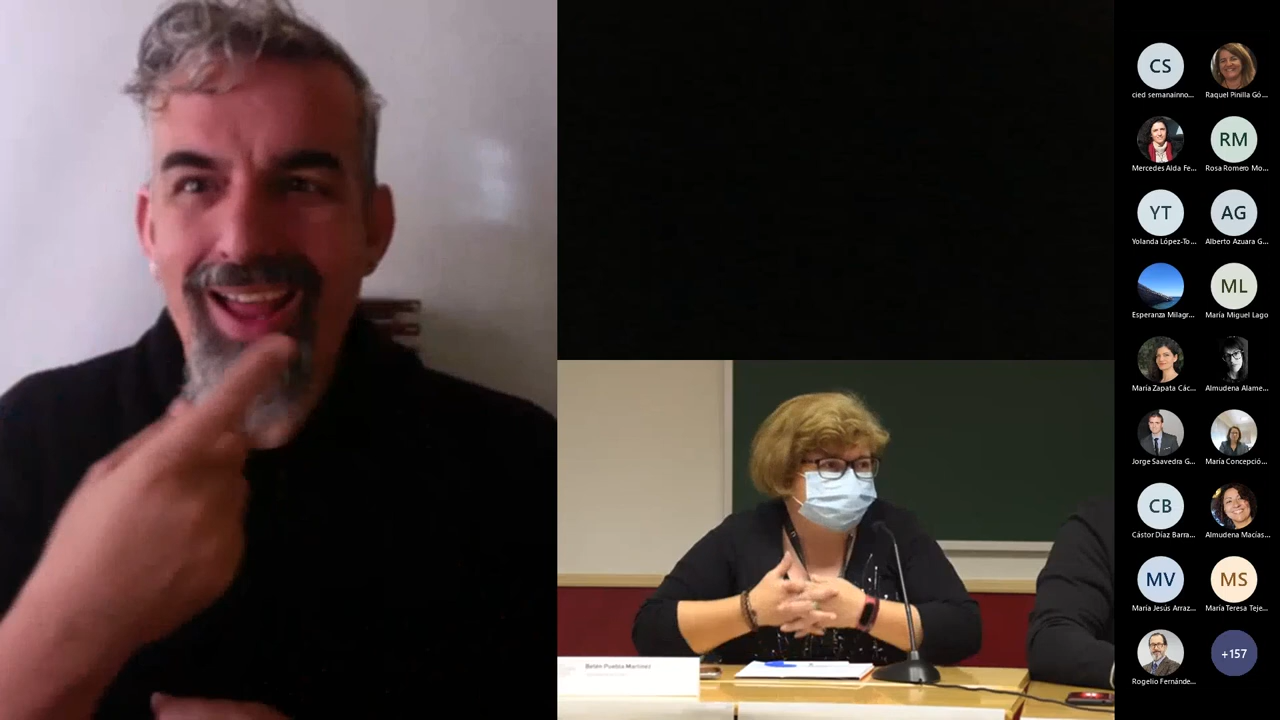 CS
cied semanainno...
Raquel Pinilla Gó...
Mercedes Alda Fe...
RM
Rosa Romero Mo...
YT
Yolanda López-To...
AG
Alberto Azuara G...
Esperanza Milagr...
ML
María Miguel Lago
María Zapata Các...
Almudena Alame...
Jorge Saavedra G...
María Concepció...
CB
Cástor Díaz Barra...
Almudena Macías...
MV
María Jesús Arraz...
MS
María Teresa Teje...
Rogelio Fernánde...
+157
Belén Puebla Martínez